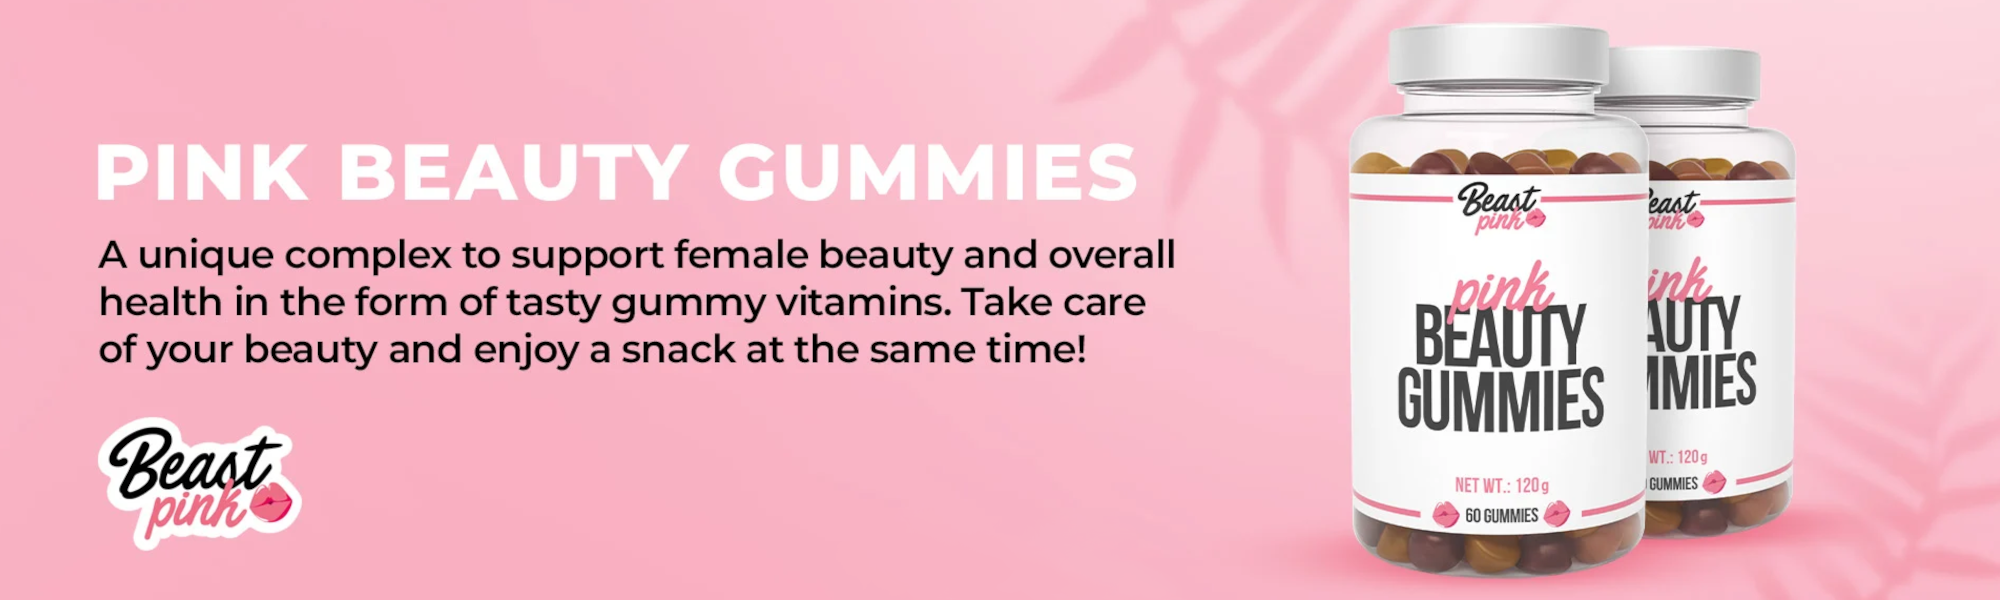 PINK BEAUTY GUMMIES
A unique complex to support female beauty and overall
health in the form of tasty gummy vitamins. Take care
of your beauty and enjoy a snack at the same time!
Beast
pink
Beast
pink
pink
BEAUTY
GUMMIES
NET WT.: 120g
60 GUMMIES
east
pink
ink
AUTY
MMIES
WT.: 120g
GUMMIES